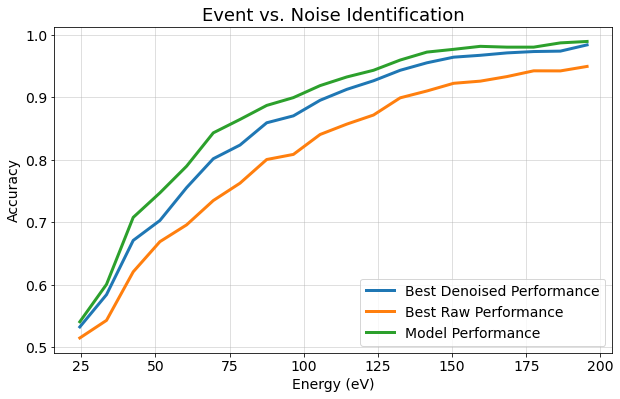 Event vs. Noise Identification
1.0
0.9
0.8
0.7
0.6
0.5
Accuracy
25
50
75
100
125
150
175
200
Energy (eV)
Best Denoised Performance
Best Raw Performance
Model Performance